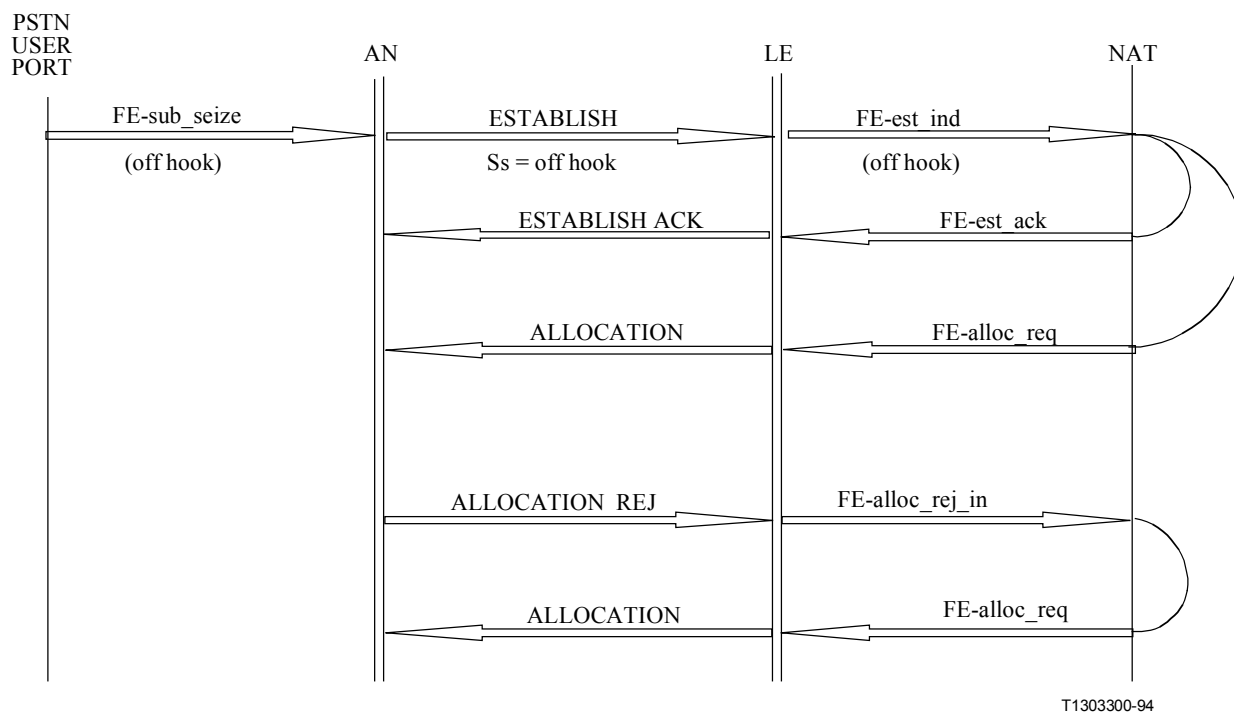 PSTN
USER
PORT
AN
LE
NAT
FE-sub_seize
ESTABLISH
FE-est_ind
(off hook)
Ss = off hook
(off hook)
ESTABLISH ACK
FE-est_ack
ALLOCATION
FE-alloc_req
ALLOCATION REJ
FE-alloc_rej_in
ALLOCATION
FE-alloc_req
T1303300-94